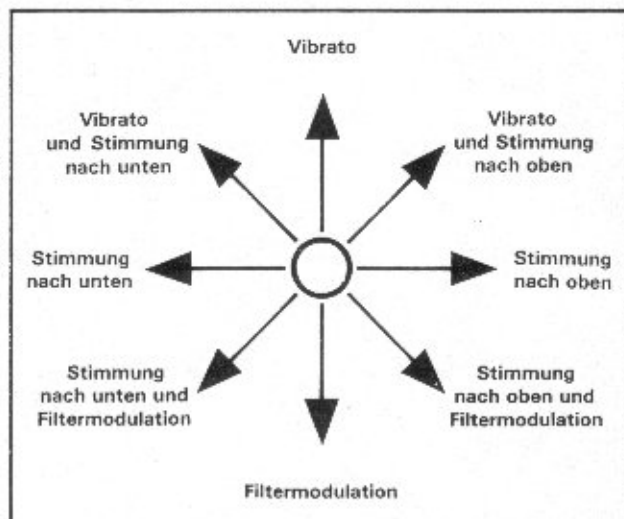 Vibrato
Vibrato
und Stimmung
nach unten
Vibrato
und Stimmung
nach oben
Stimmung
nach unten
Stimmung
nach oben
Stimmung
nach unten und
Filtermodulation
Stimmung
nach oben und
Filtermodulation
Filtermodulation